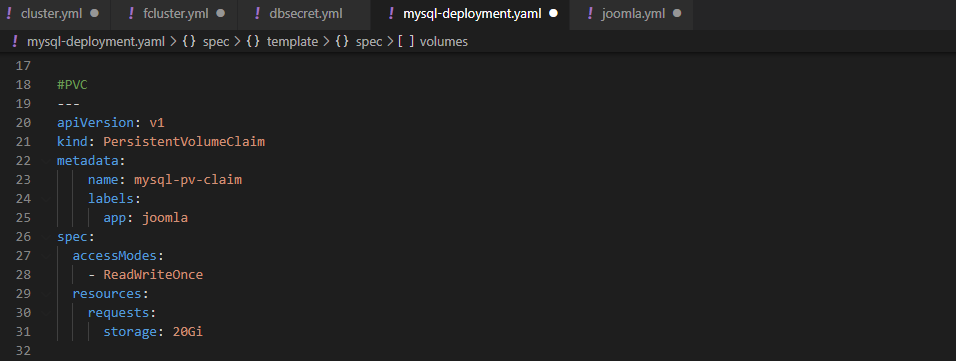 ! cluster.yml ● ! fcluster.yml ● ! dbsecret.yml ! mysql-deployment.yaml ● ! joomla.yml ●
! mysql-deployment.yaml > {} spec > {} template > {} spec > [ ] volumes
17
18 #PVC
19 ---
20 apiVersion: v1
21 kind: PersistentVolumeClaim
22 metadata:
23     name: mysql-pv-claim
24     labels:
25       app: joomla
26 spec:
27   accessModes:
28     - ReadWriteOnce
29   resources:
30     requests:
31       storage: 20Gi
32